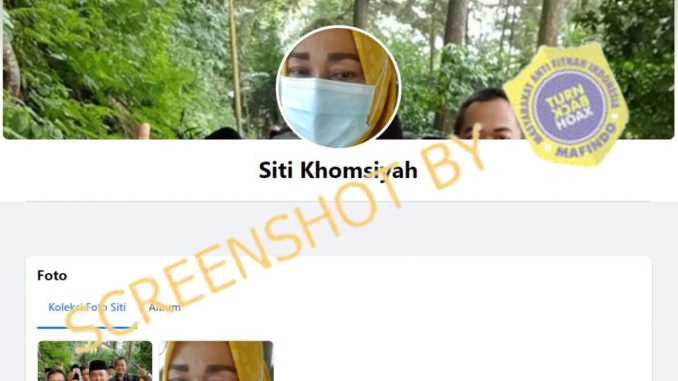 MASYARAKAT ANTI FITNAH INDONESIA
TURN
BACK
HOAX
MAFINDO
SCREENSHOT BY
Siti Khomsiyah
Foto
Koleksi Foto Siti
Album